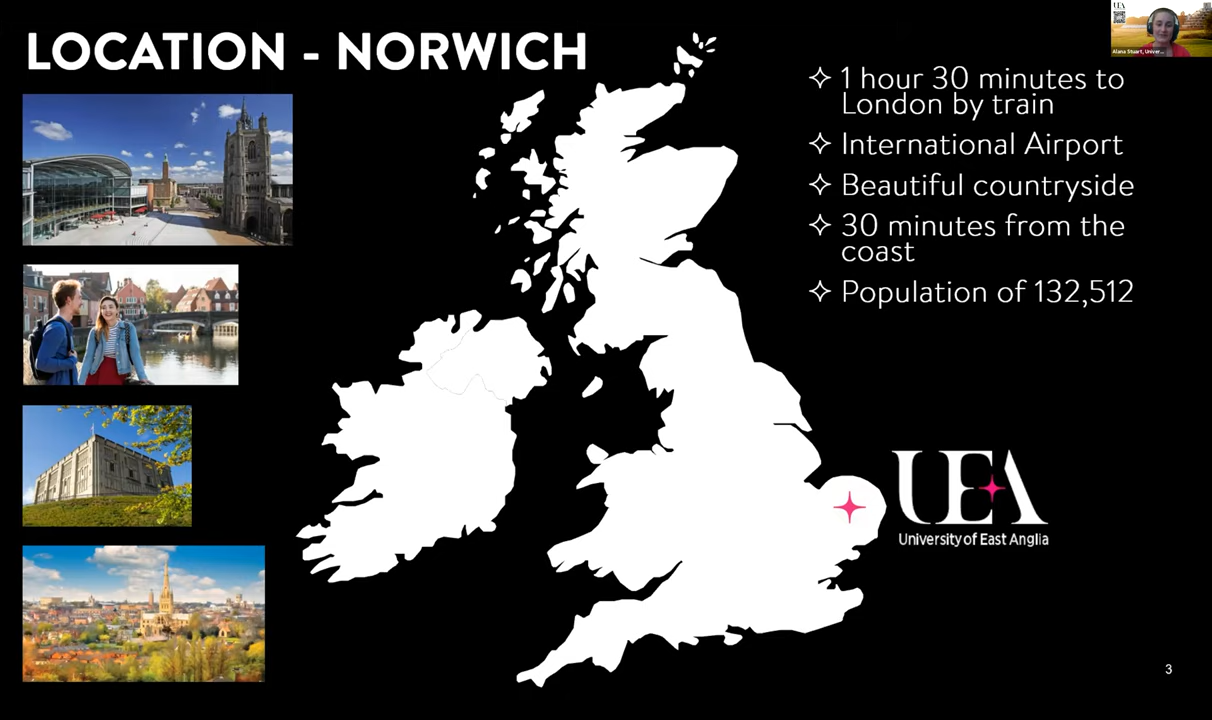 LOCATION - NORWICH
UEA
Alana Stuart, Univer...
✧ 1 hour 30 minutes to
London by train
✧ International Airport
✧ Beautiful countryside
✧ 30 minutes from the
coast
✧ Population of 132,512
UEA
University of East Anglia
3